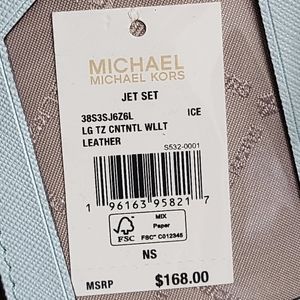 MICHAEL
MICHAEL KORS
JET SET
38S3SJ6Z6L ICE
LG TZ CNTNTL WLLT
LEATHER
S532-0001
1 96163 95821 7
FSC
MIX
Paper
FSC™ C012345
NS
MSRP $168.00